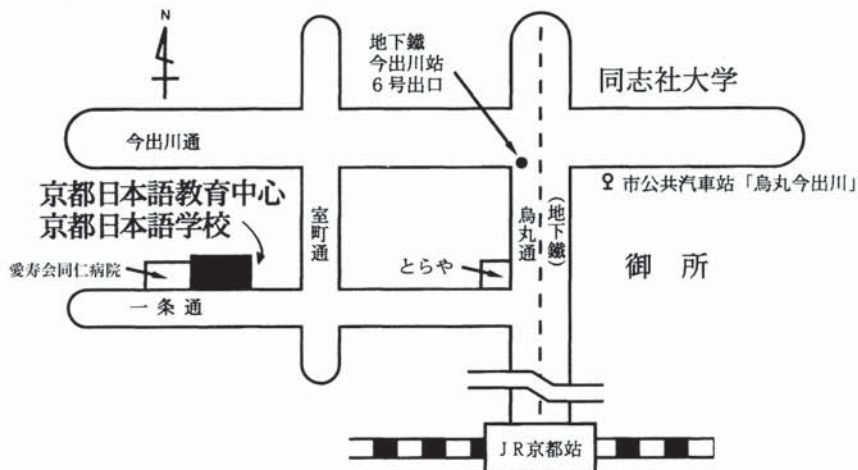 N
地下鐵
今出川站
6号出口
同志社大学
今出川通
市公共汽車站「烏丸今出川」
京都日本語教育中心
京都日本語学校
室町通
烏丸通
(地下鐵)
とらや
御所
愛寿会同仁病院
一条通
JR京都站